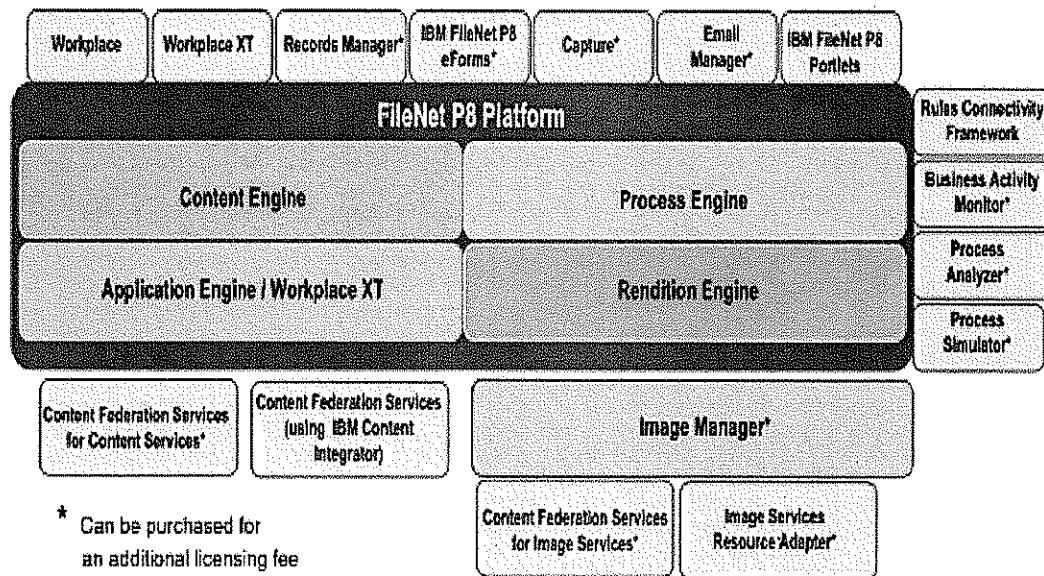 Workplace
Workplace XT
Records Manager*
IBM FileNet P8
eForms*
Capture*
Email
Manager*
IBM FileNet P8
Portlets
FileNet P8 Platform
Rules Connectivity
Framework
Content Engine
Process Engine
Business Activity
Monitor*
Application Engine / Workplace XT
Rendition Engine
Process
Analyzer*
Process
Simulator*
Content Federation Services
for Content Services*
Content Federation Services
(using IBM Content
Integrator)
Image Manager*
Content Federation Services
for Image Services*
Image Services
Resource Adapter*
* Can be purchased for
an additional licensing fee